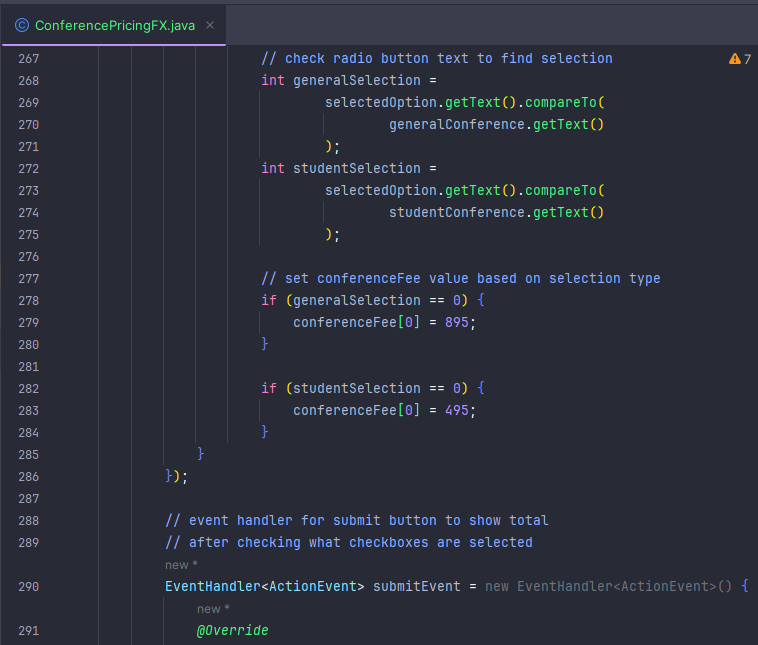 ConferencePricingFX.java
7
267 // check radio button text to find selection
268 int generalSelection =
269 selectedOption.getText().compareTo(
270 generalConference.getText()
271 );
272 int studentSelection =
273 selectedOption.getText().compareTo(
274 studentConference.getText()
275 );
276
277 // set conferenceFee value based on selection type
278 if (generalSelection == 0) {
279 conferenceFee[0] = 895;
280 }
281
282 if (studentSelection == 0) {
283 conferenceFee[0] = 495;
284 }
285 }
286 });
287
288 // event handler for submit button to show total
289 // after checking what checkboxes are selected
new *
290 EventHandler<ActionEvent> submitEvent = new EventHandler<ActionEvent>() {
new *
291 @Override